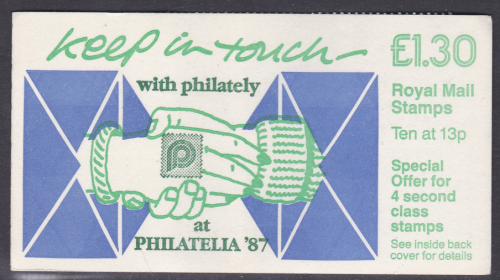 keep in touch
with philately
at
PHILATELIA '87
£1.30
Royal Mail
Stamps
Ten at 13p
Special
Offer for
4 second
class
stamps
See inside back
cover for details